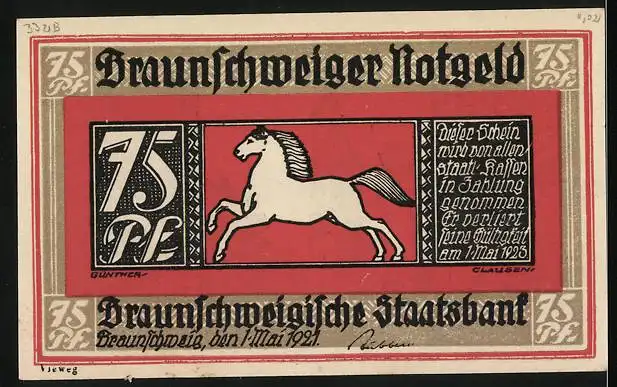 75 Pf.
Braunschweiger Notgeld
75 Pf.
75 Pf.
Dieser Schein
wird von allen
staatl. Kassen
in Zahlung
genommen
Er verliert
seine Gültigkeit
am 1. Mai 1923
GÜNTHER
CLAUSEN
Braunschweigische Staatsbank
Braunschweig, den 1. Mai 1921.
75 Pf.
75 Pf.
Vieweg